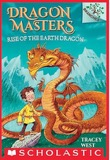 DRAGON
MASTERS
RISE OF THE EARTH DRAGON
TRACEY
WEST
SCHOLASTIC